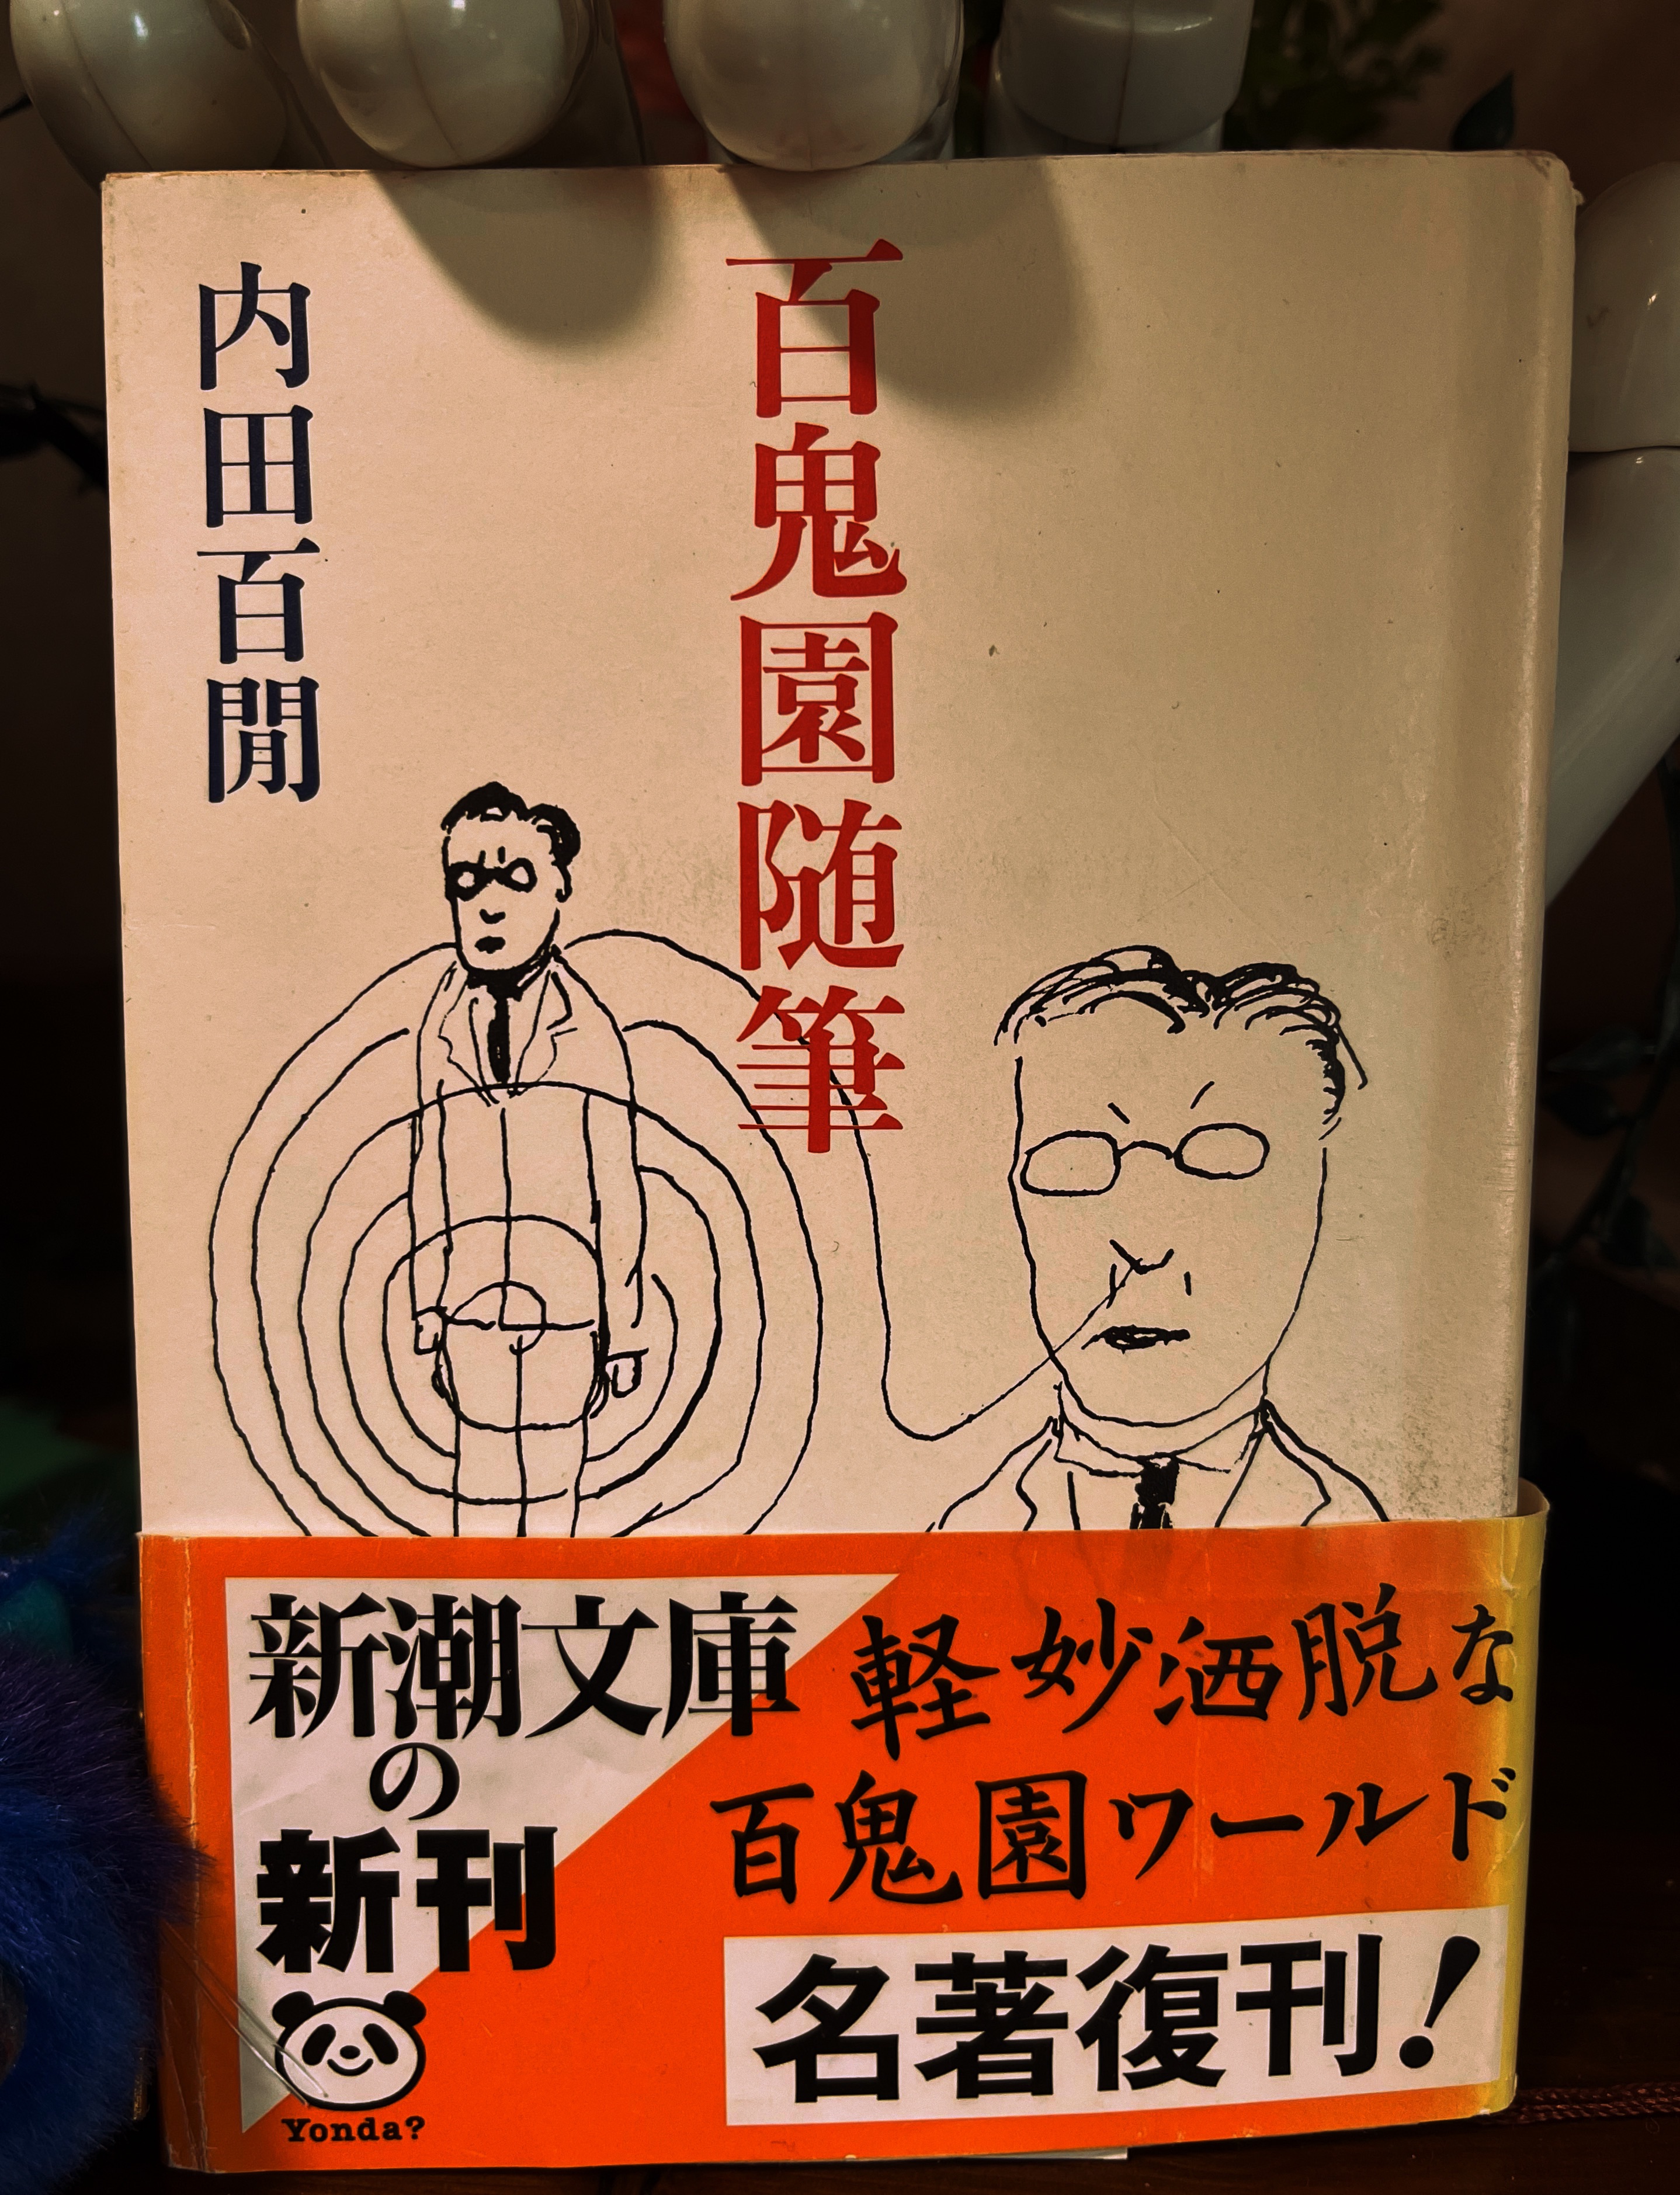 百鬼園随筆
内田百閒
新潮文庫
の
新刊
Yonda?
軽妙洒脱な
百鬼園ワールド
名著復刊!